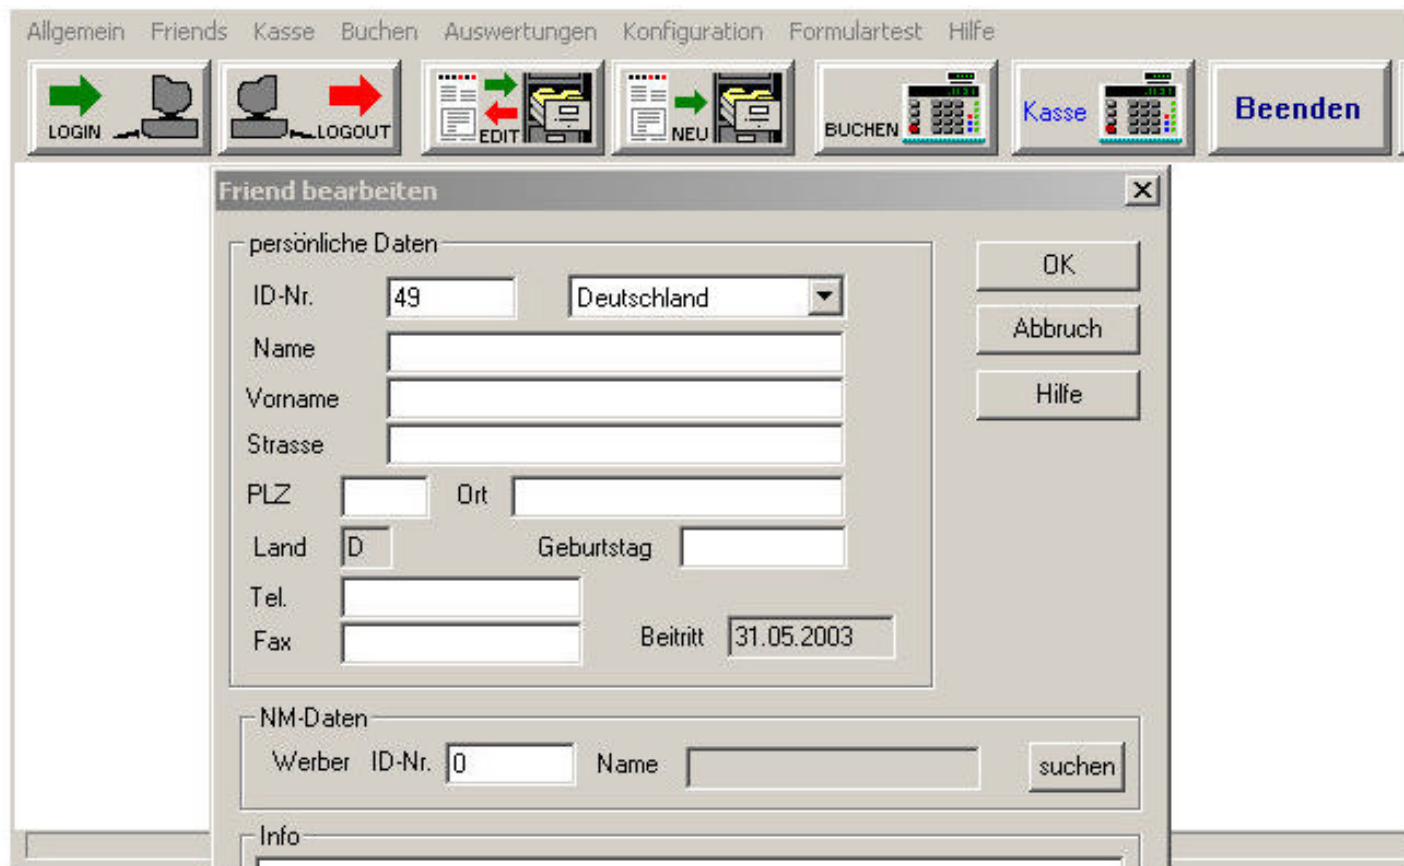 Allgemein Friends Kasse Buchen Auswertungen Konfiguration Formulartest Hilfe
LOGIN LOGOUT EDIT NEU BUCHEN Kasse Beenden
Friend bearbeiten
persönliche Daten
OK
ID-Nr. 49 Deutschland
Abbruch
Name
Vorname
Hilfe
Strasse
PLZ Ort
Land D Geburtstag
Tel.
Fax Beitritt 31.05.2003
NM-Daten
Werber ID-Nr. 0 Name suchen
Info